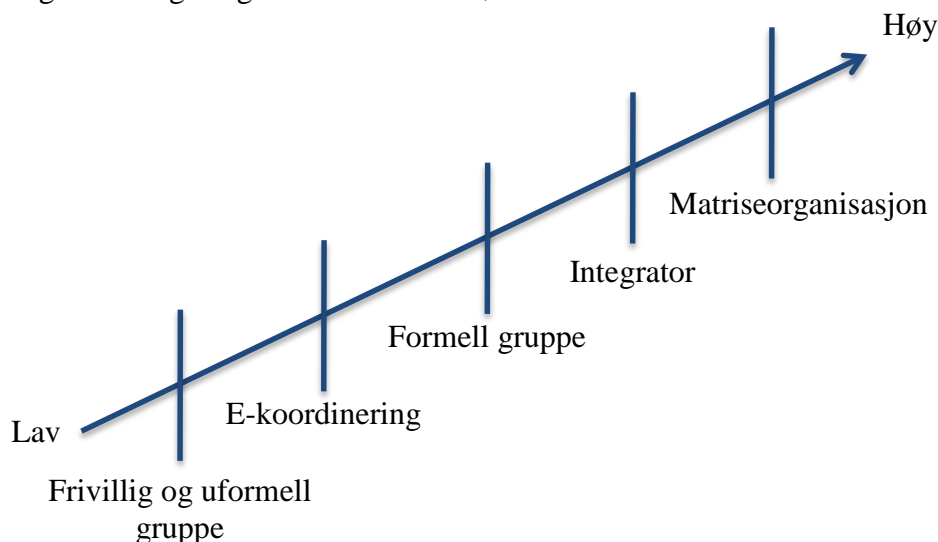 Høy
Matriseorganisasjon
Integrator
Formell gruppe
E-koordinering
Lav
Frivillig og uformell
gruppe